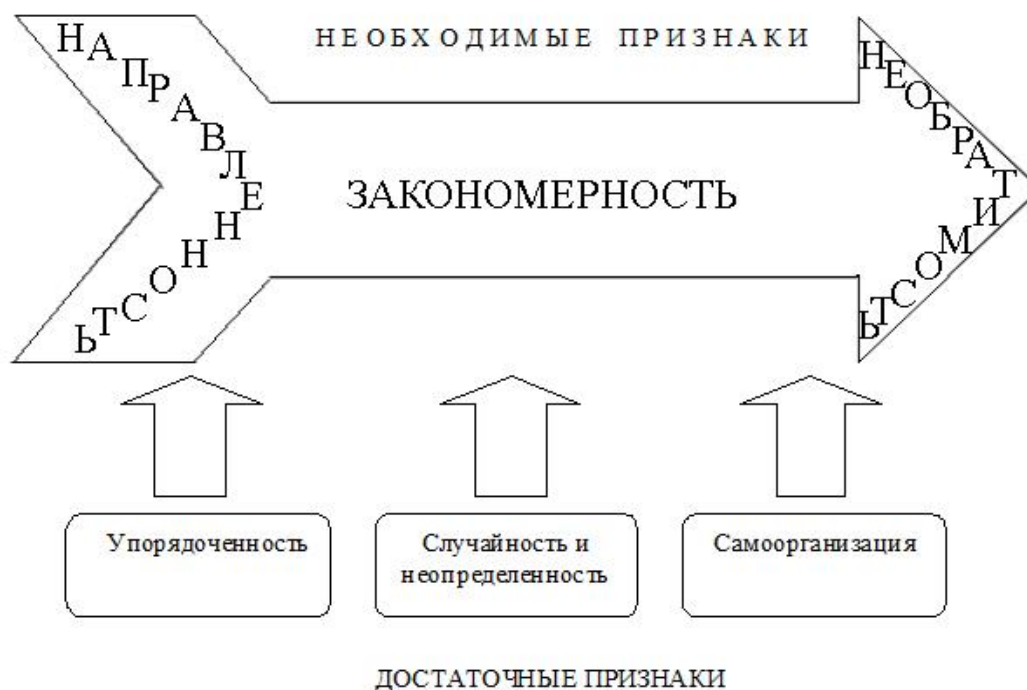 НЕОБХОДИМЫЕ ПРИЗНАКИ
НАПРАВЛЕННОСТЬ
ЗАКОНОМЕРНОСТЬ
НЕОБРАТИМОСТЬ
Упорядоченность
Случайность и
неопределенность
Самоорганизация
ДОСТАТОЧНЫЕ ПРИЗНАКИ